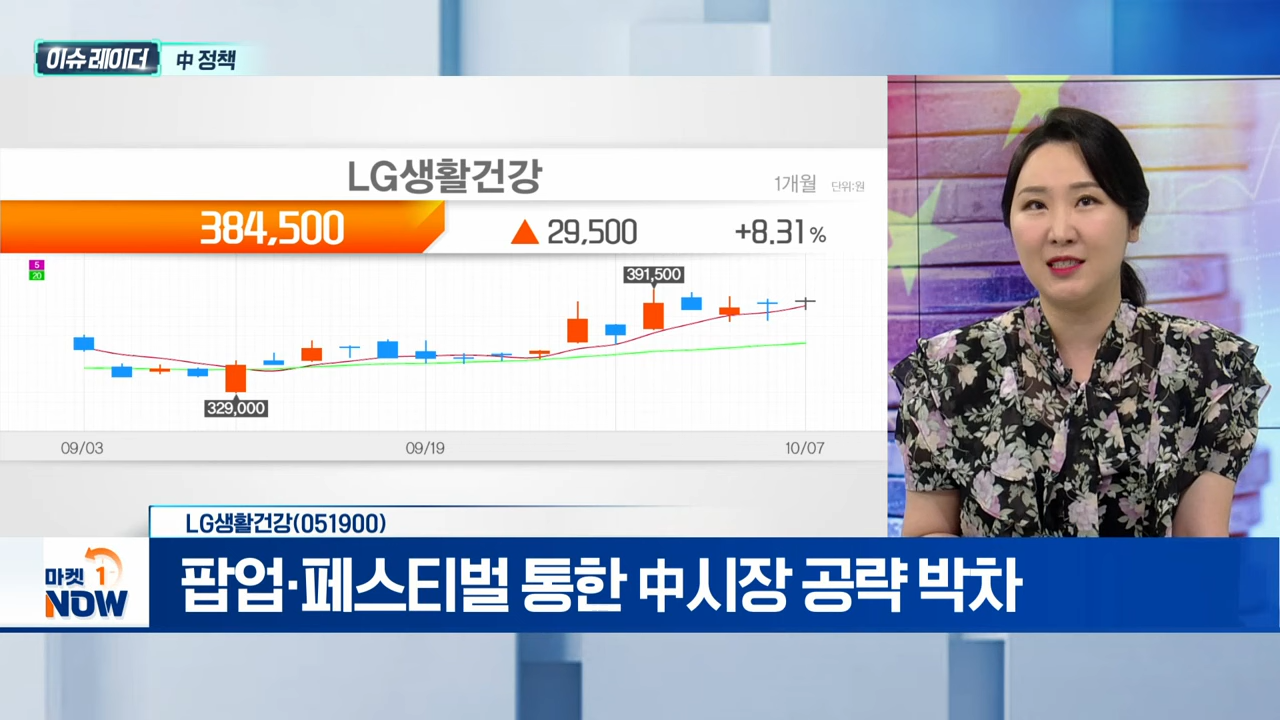 이슈레이더 中 정책
LG생활건강
1개월 단위:원
384,500 ▲ 29,500 +8.31 %
5
20
391,500
329,000
09/03 09/19 10/07
LG생활건강(051900)
마켓 1
NOW
팝업·페스티벌 통한 中시장 공략 박차